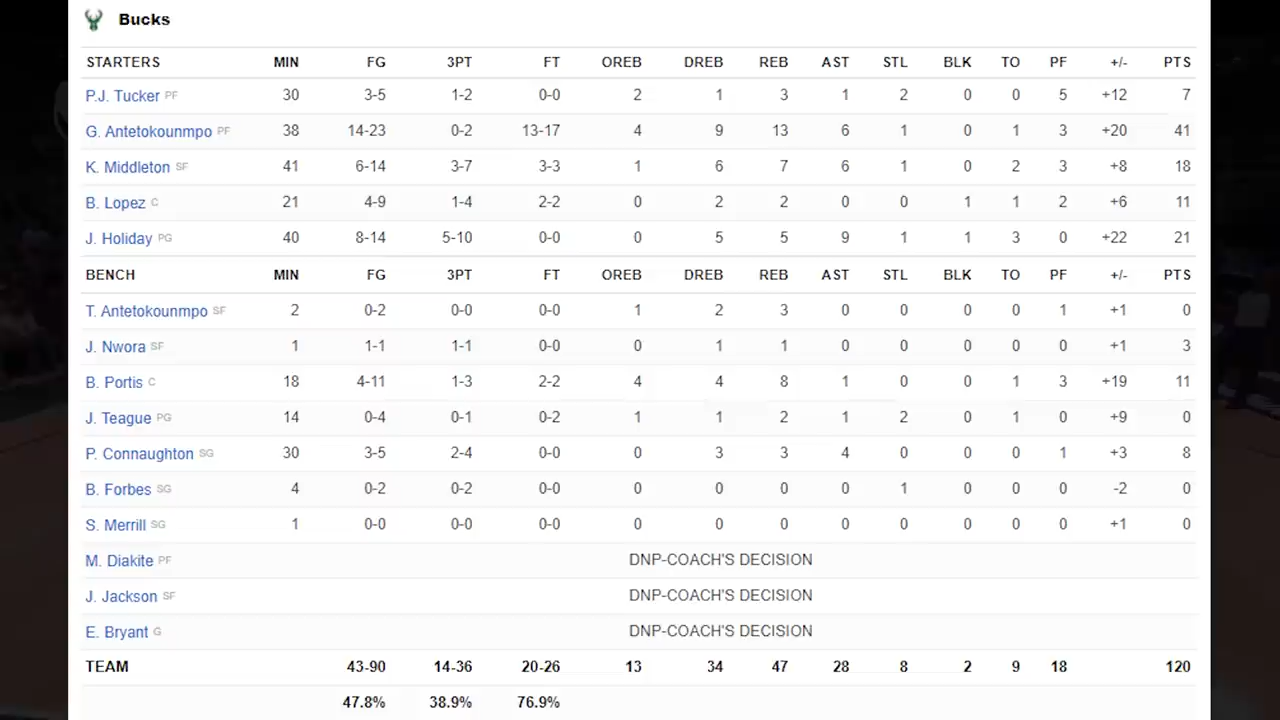 Bucks
STARTERS MIN FG 3PT FT OREB DREB REB AST STL BLK TO PF +/- PTS
P.J. Tucker PF 30 3-5 1-2 0-0 2 1 3 1 2 0 0 5 +12 7
G. Antetokounmpo PF 38 14-23 0-2 13-17 4 9 13 6 1 0 1 3 +20 41
K. Middleton SF 41 6-14 3-7 3-3 1 6 7 6 1 0 2 3 +8 18
B. Lopez C 21 4-9 1-4 2-2 0 2 2 0 0 1 1 2 +6 11
J. Holiday PG 40 8-14 5-10 0-0 0 5 5 9 1 1 3 0 +22 21
BENCH MIN FG 3PT FT OREB DREB REB AST STL BLK TO PF +/- PTS
T. Antetokounmpo SF 2 0-2 0-0 0-0 1 2 3 0 0 0 0 1 +1 0
J. Nwora SF 1 1-1 1-1 0-0 0 1 1 0 0 0 0 0 +1 3
B. Portis C 18 4-11 1-3 2-2 4 4 8 1 0 0 1 3 +19 11
J. Teague PG 14 0-4 0-1 0-2 1 1 2 1 2 0 1 0 +9 0
P. Connaughton SG 30 3-5 2-4 0-0 0 3 3 4 0 0 0 1 +3 8
B. Forbes SG 4 0-2 0-2 0-0 0 0 0 0 1 0 0 0 -2 0
S. Merrill SG 1 0-0 0-0 0-0 0 0 0 0 0 0 0 0 +1 0
M. Diakite PF DNP-COACH'S DECISION
J. Jackson SF DNP-COACH'S DECISION
E. Bryant G DNP-COACH'S DECISION
TEAM 43-90 14-36 20-26 13 34 47 28 8 2 9 18 120
47.8% 38.9% 76.9%